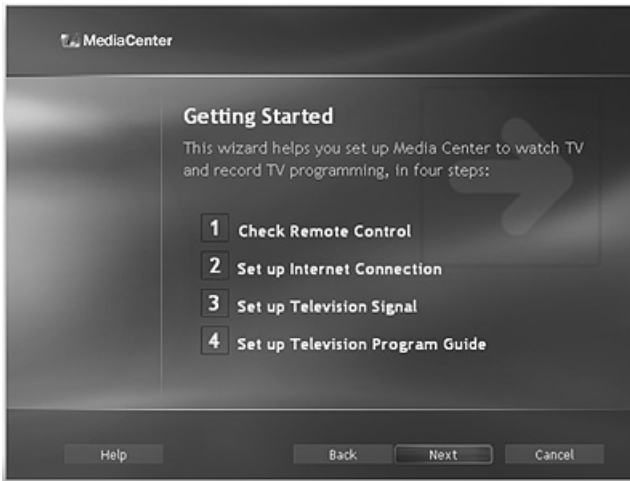 MediaCenter
Getting Started
This wizard helps you set up Media Center to watch TV
and record TV programming, in four steps:
1 Check Remote Control
2 Set up Internet Connection
3 Set up Television Signal
4 Set up Television Program Guide
Help Back Next Cancel